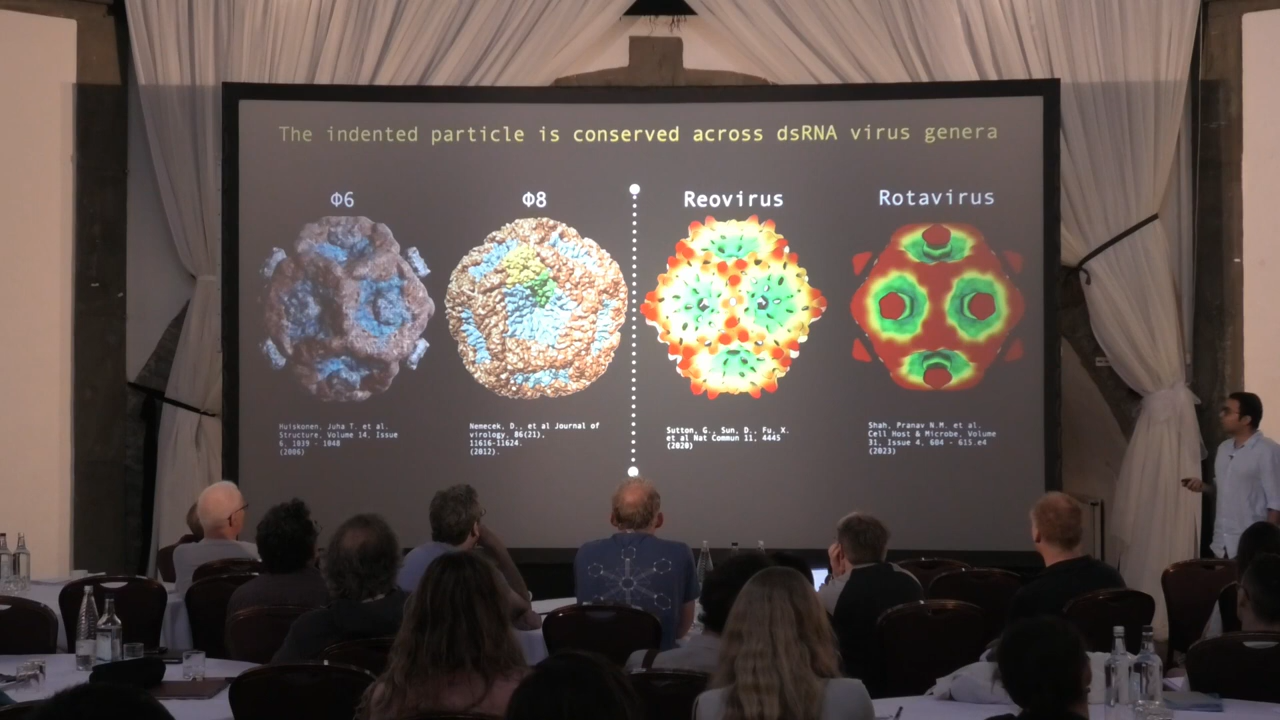 The indented particle is conserved across dsRNA virus genera
Φ6
Φ8
Reovirus
Rotavirus
Huiskonen, Juha T. et al.
Structure, Volume 14, Issue
6, 1039 - 1048
(2006)
Nemecek, D., et al Journal of
virology, 86(21),
11616-11624.
(2012).
Sutton, G., Sun, D., Fu, X.
et al Nat Commun 11, 4445
(2020)
Shah, Pranav N.M. et al.
Cell Host & Microbe, Volume
31, Issue 4, 604 - 615.e4
(2023)